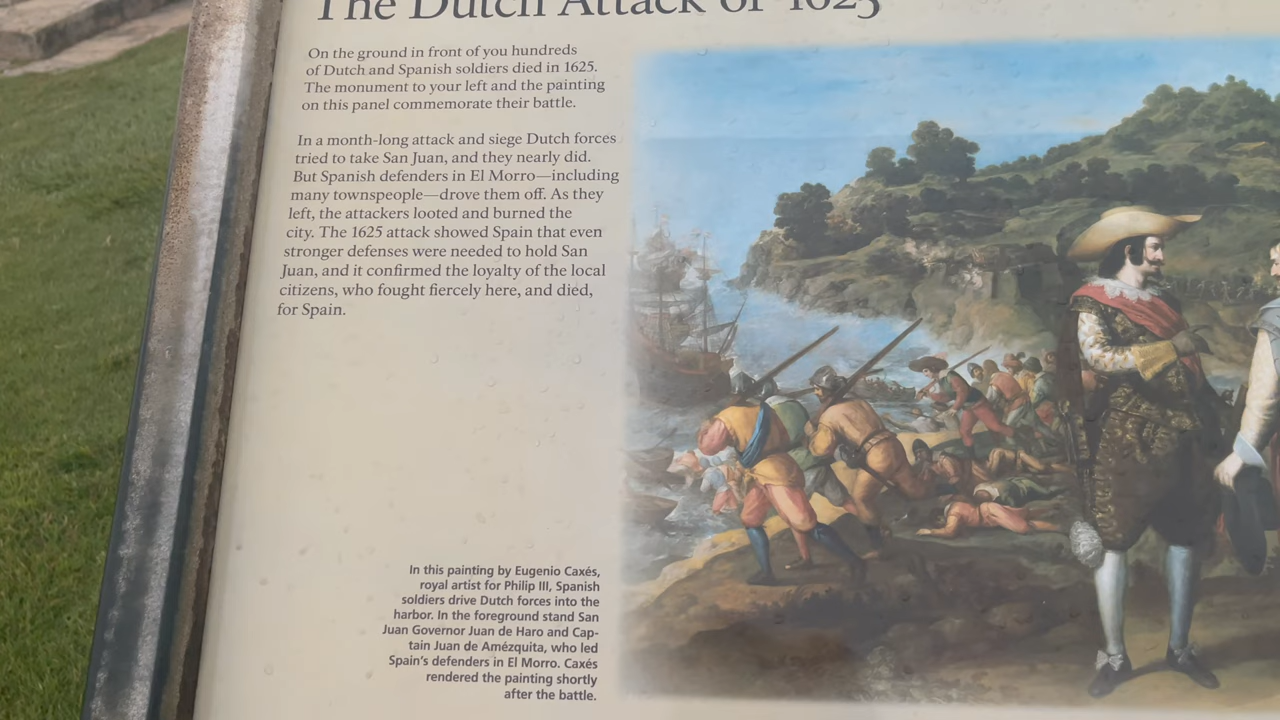 The Dutch Attack of 1625
On the ground in front of you hundreds
of Dutch and Spanish soldiers died in 1625.
The monument to your left and the painting
on this panel commemorate their battle.
In a month-long attack and siege Dutch forces
tried to take San Juan, and they nearly did.
But Spanish defenders in El Morro—including
many townspeople—drove them off. As they
left, the attackers looted and burned the
city. The 1625 attack showed Spain that even
stronger defenses were needed to hold San
Juan, and it confirmed the loyalty of the local
citizens, who fought fiercely here, and died,
for Spain.
In this painting by Eugenio Caxés,
royal artist for Philip III, Spanish
soldiers drive Dutch forces into the
harbor. In the foreground stand San
Juan Governor Juan de Haro and Cap-
tain Juan de Amézquita, who led
Spain's defenders in El Morro. Caxés
rendered the painting shortly
after the battle.